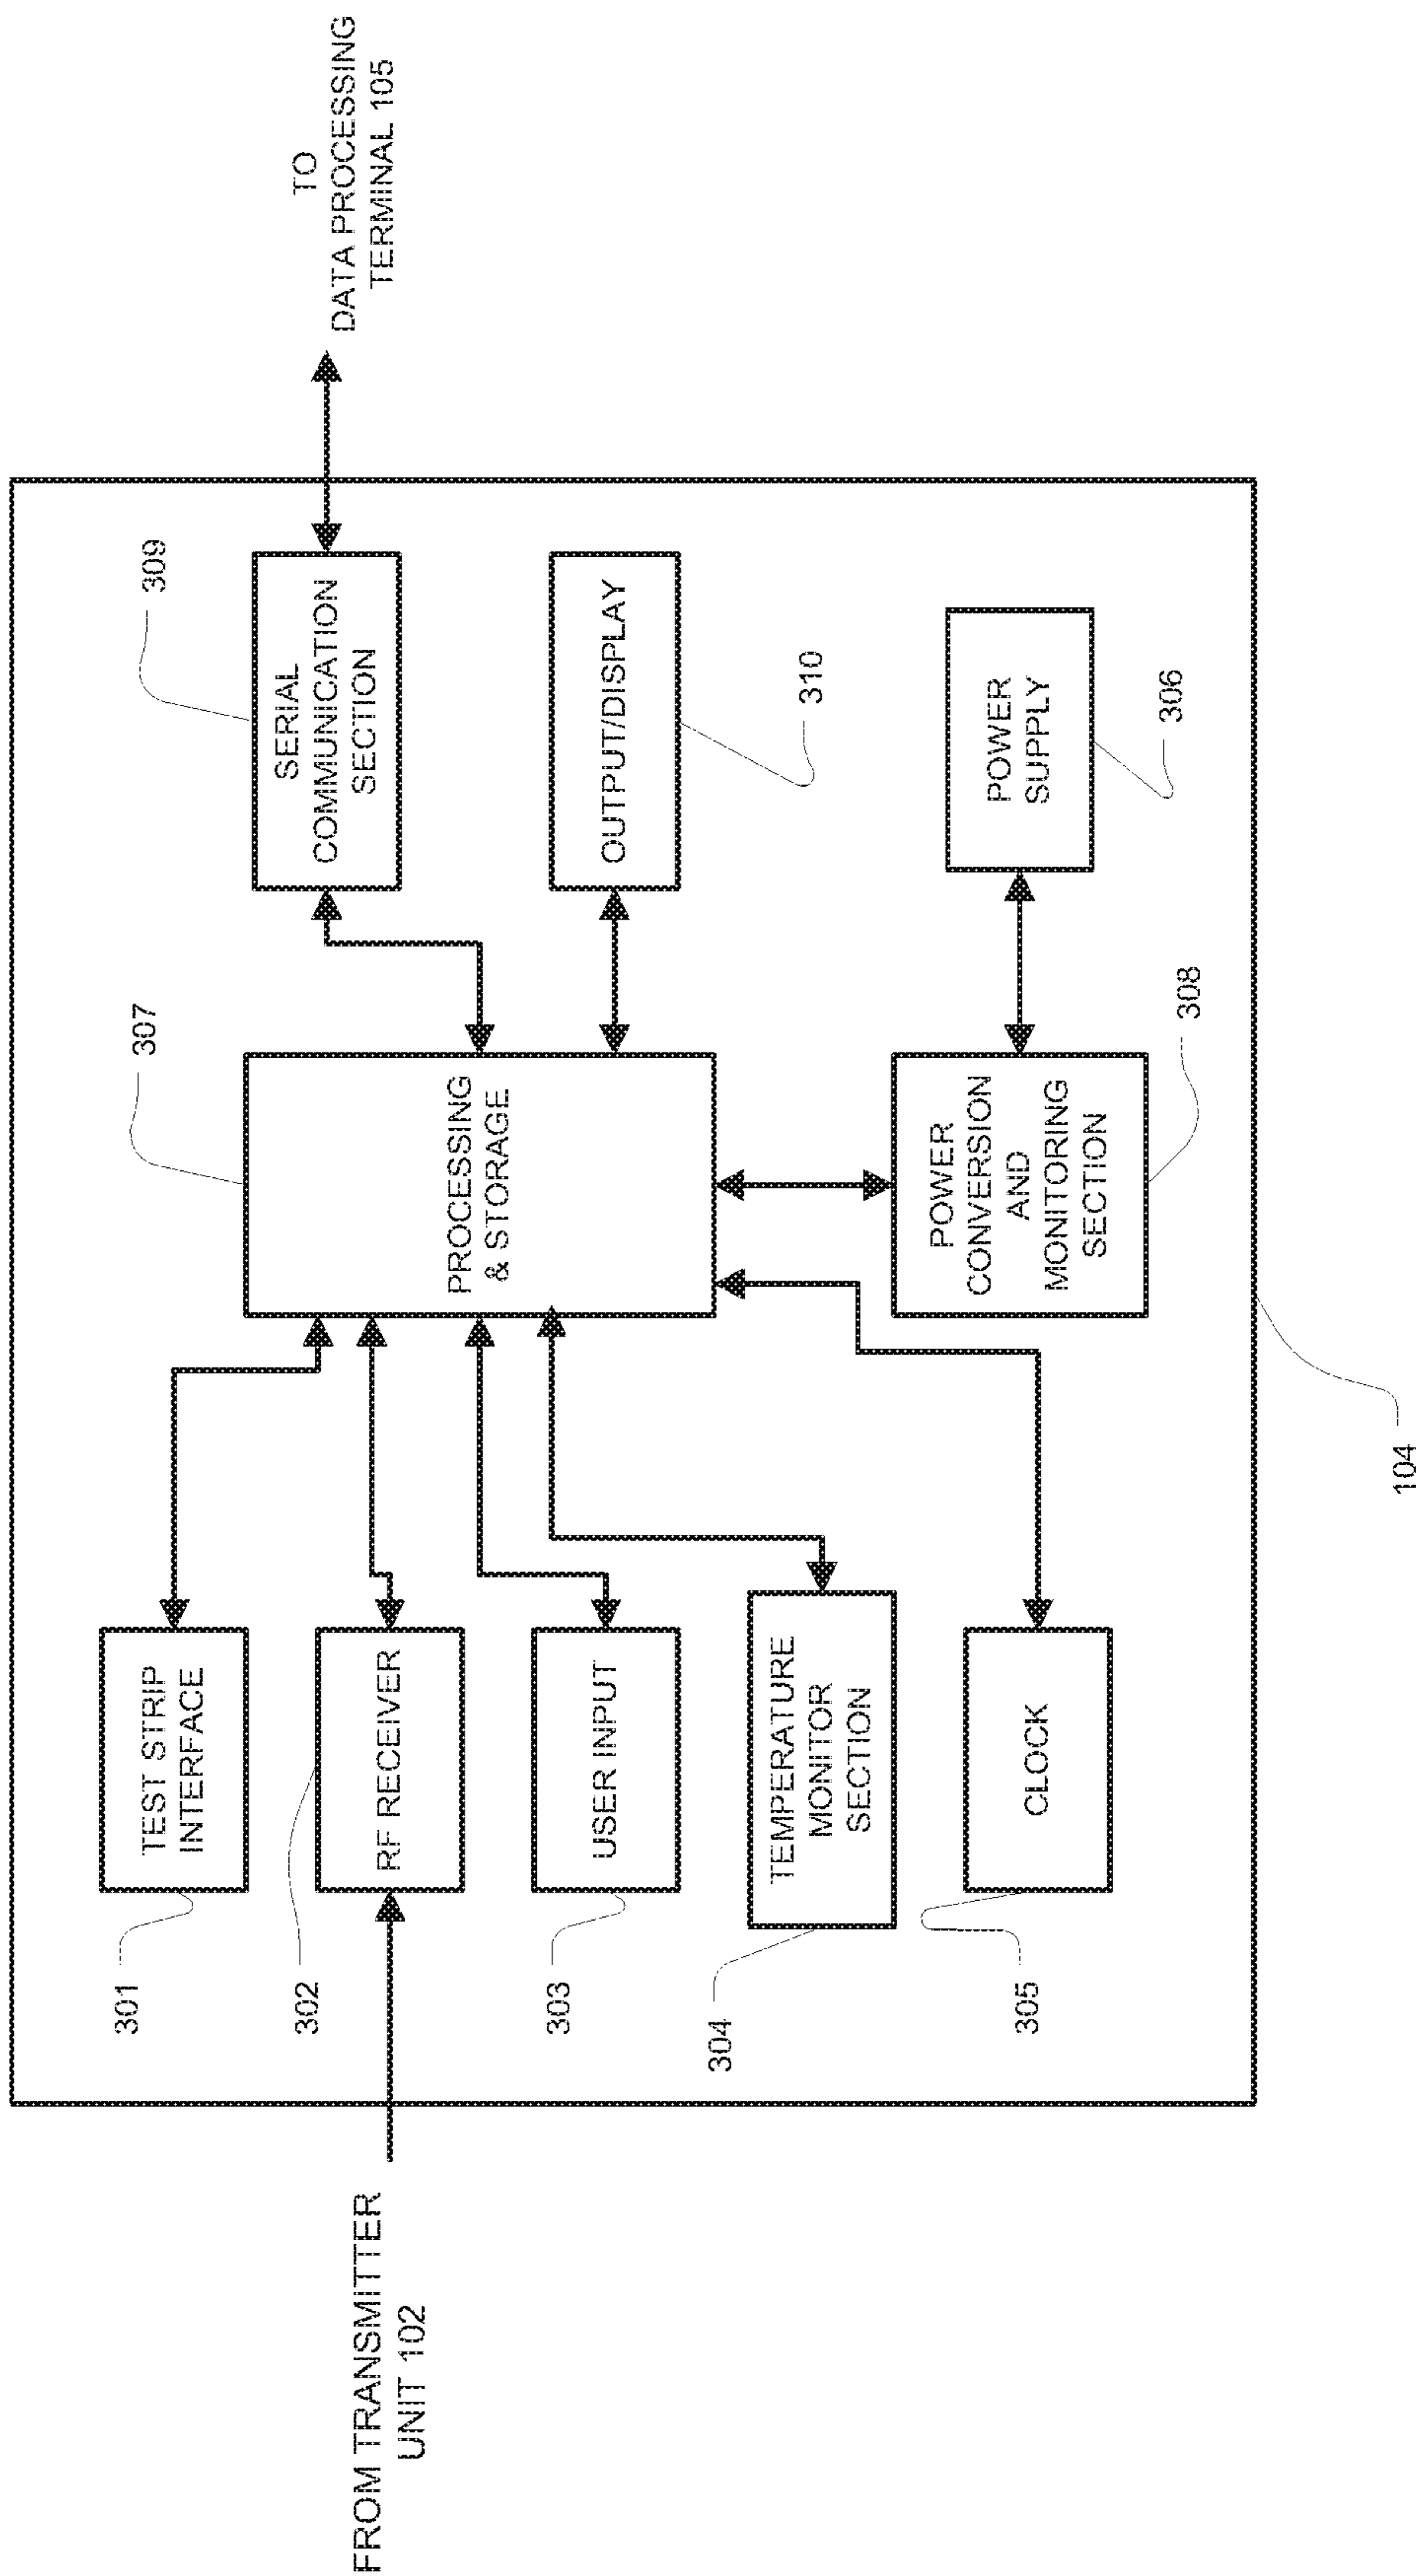 FROM TRANSMITTER
UNIT 102
301
TEST STRIP
INTERFACE
302
RF RECEIVER
303
USER INPUT
304
TEMPERATURE
MONITOR
SECTION
305
CLOCK
307
PROCESSING
& STORAGE
309
SERIAL
COMMUNICATION
SECTION
OUTPUT/DISPLAY
310
POWER
CONVERSION
AND
MONITORING
SECTION
308
POWER
SUPPLY
306
104
TO
DATA PROCESSING
TERMINAL 105